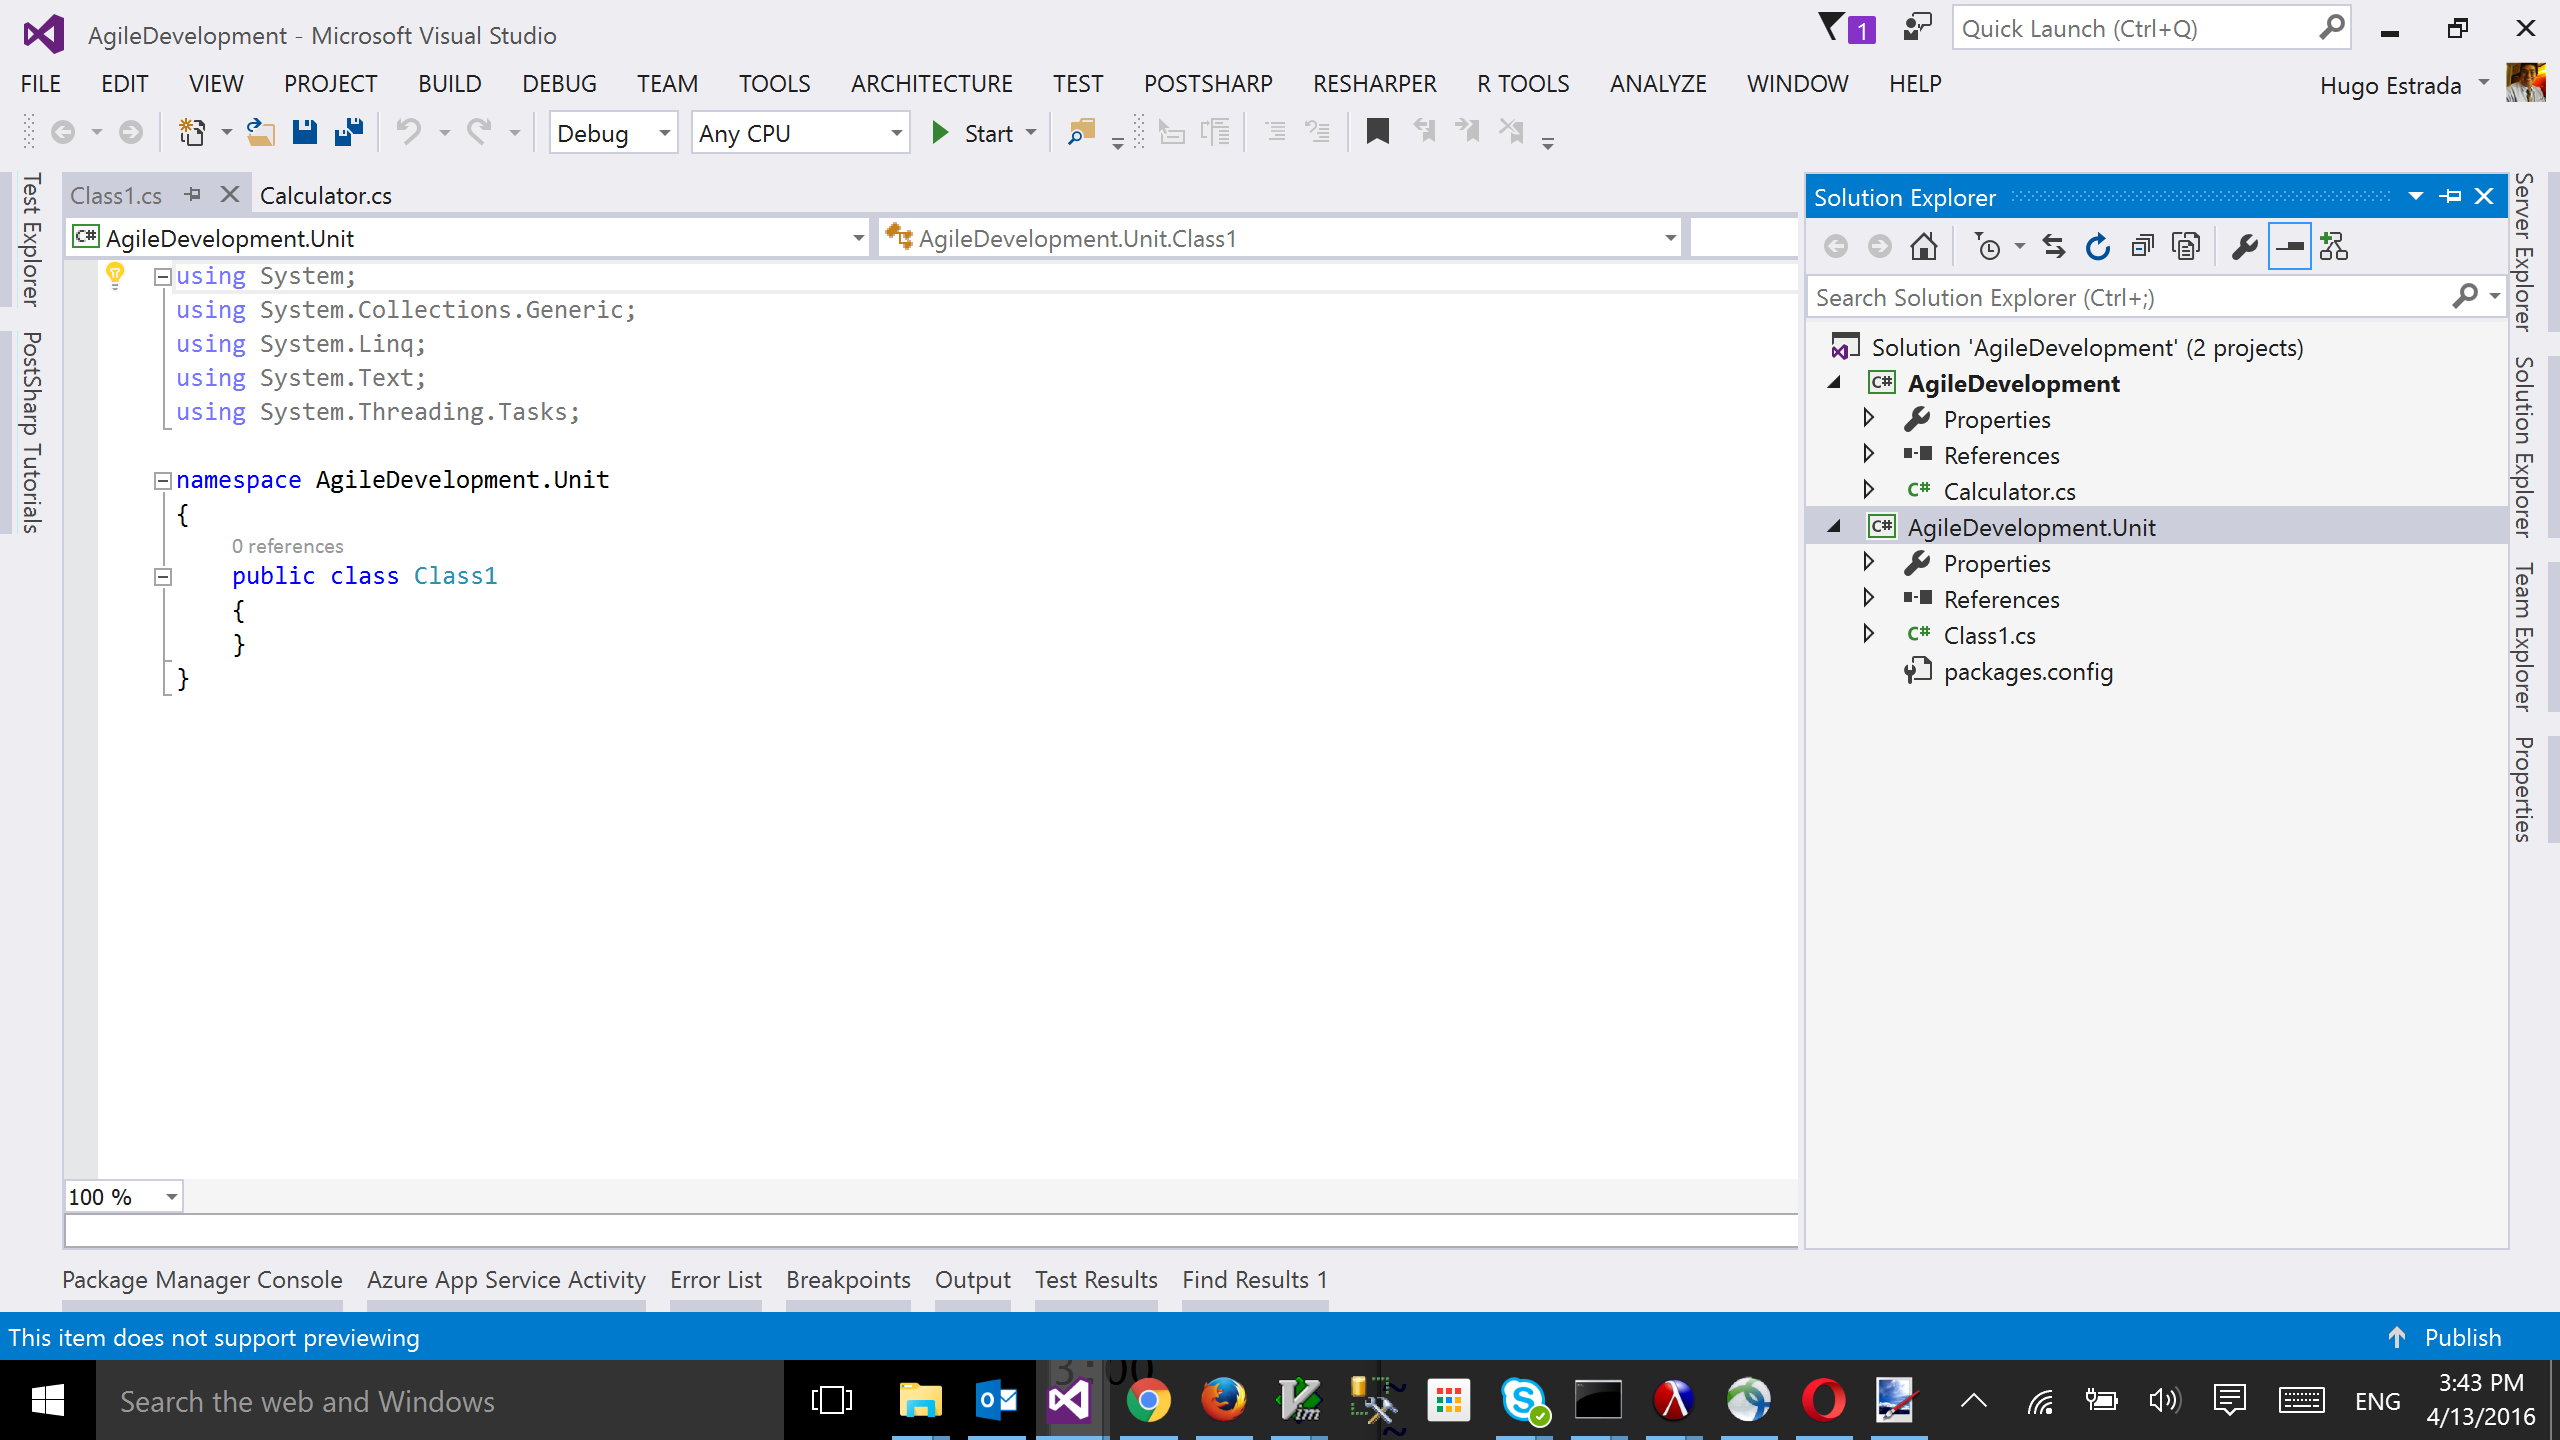 AgileDevelopment - Microsoft Visual Studio
1
Quick Launch (Ctrl+Q)
FILE EDIT VIEW PROJECT BUILD DEBUG TEAM TOOLS ARCHITECTURE TEST POSTSHARP RESHARPER R TOOLS ANALYZE WINDOW HELP
Hugo Estrada
Debug Any CPU Start
Test Explorer
PostSharp Tutorials
Class1.cs Calculator.cs
C# AgileDevelopment.Unit AgileDevelopment.Unit.Class1
using System;
using System.Collections.Generic;
using System.Linq;
using System.Text;
using System.Threading.Tasks;
namespace AgileDevelopment.Unit
{
0 references
public class Class1
{
}
}
100 %
Solution Explorer
Search Solution Explorer (Ctrl+;)
Solution 'AgileDevelopment' (2 projects)
C# AgileDevelopment
Properties
References
C# Calculator.cs
C# AgileDevelopment.Unit
Properties
References
C# Class1.cs
packages.config
Server Explorer
Solution Explorer
Team Explorer
Properties
Package Manager Console Azure App Service Activity Error List Breakpoints Output Test Results Find Results 1
This item does not support previewing
Publish
Search the web and Windows
Vim
ENG
3:43 PM
4/13/2016